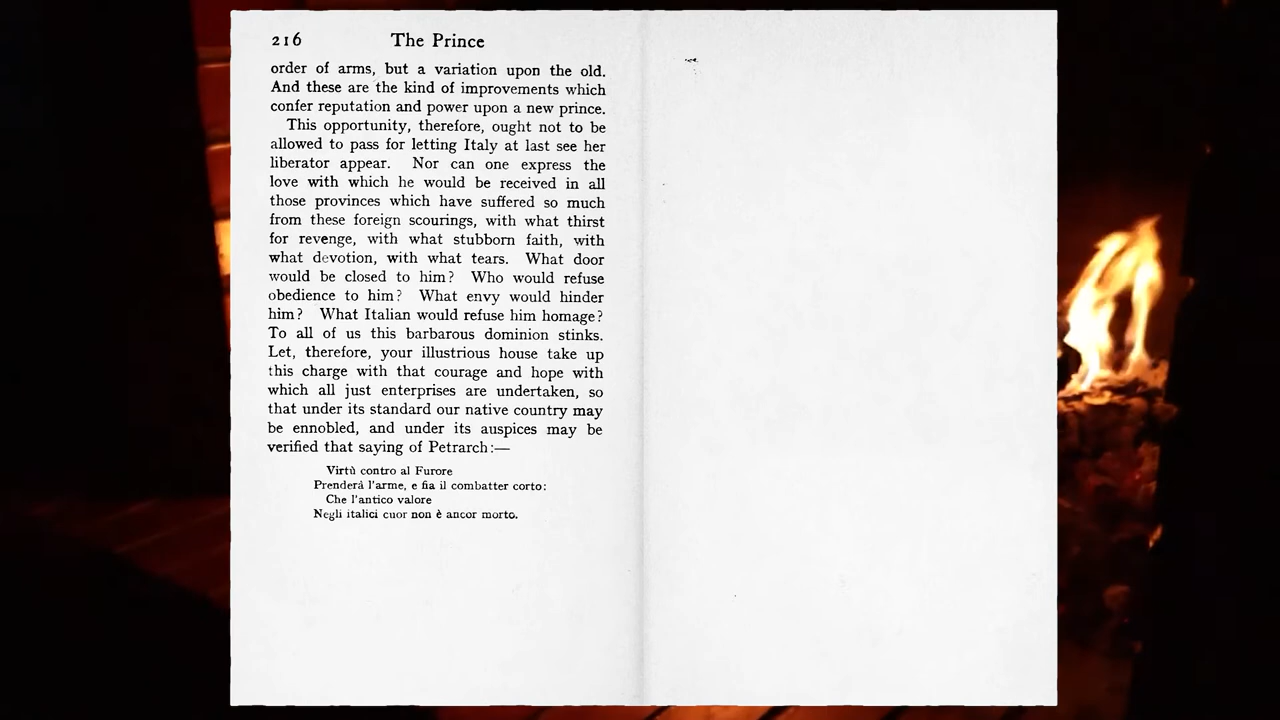 216 The Prince
order of arms, but a variation upon the old.
And these are the kind of improvements which
confer reputation and power upon a new prince.
This opportunity, therefore, ought not to be
allowed to pass for letting Italy at last see her
liberator appear. Nor can one express the
love with which he would be received in all
those provinces which have suffered so much
from these foreign scourings, with what thirst
for revenge, with what stubborn faith, with
what devotion, with what tears. What door
would be closed to him? Who would refuse
obedience to him? What envy would hinder
him? What Italian would refuse him homage?
To all of us this barbarous dominion stinks.
Let, therefore, your illustrious house take up
this charge with that courage and hope with
which all just enterprises are undertaken, so
that under its standard our native country may
be ennobled, and under its auspices may be
verified that saying of Petrarch:—
Virtù contro al Furore
Prenderà l'arme, e fia il combatter corto:
Che l'antico valore
Negli italici cuor non è ancor morto.